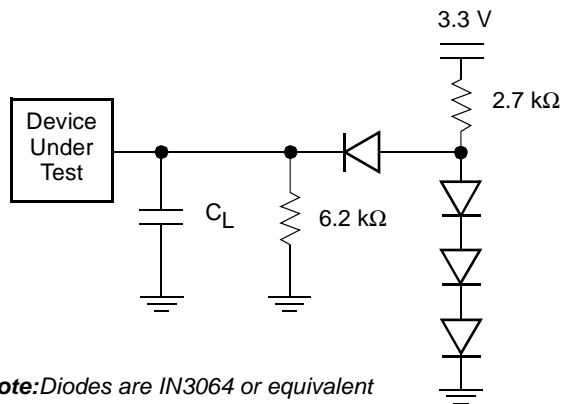 3.3 V
2.7 kΩ
Device
Under
Test
CL
6.2 kΩ
ote:Diodes are IN3064 or equivalent